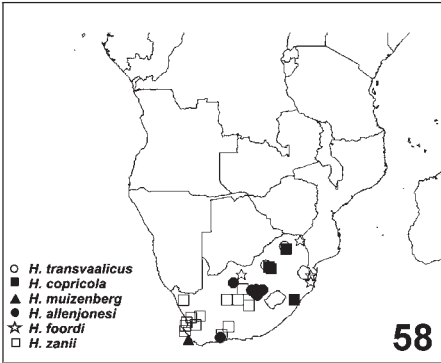 H. transvaalicus
H. copricola
H. muizenberg
H. allenjonesi
H. foordi
H. zanii
58